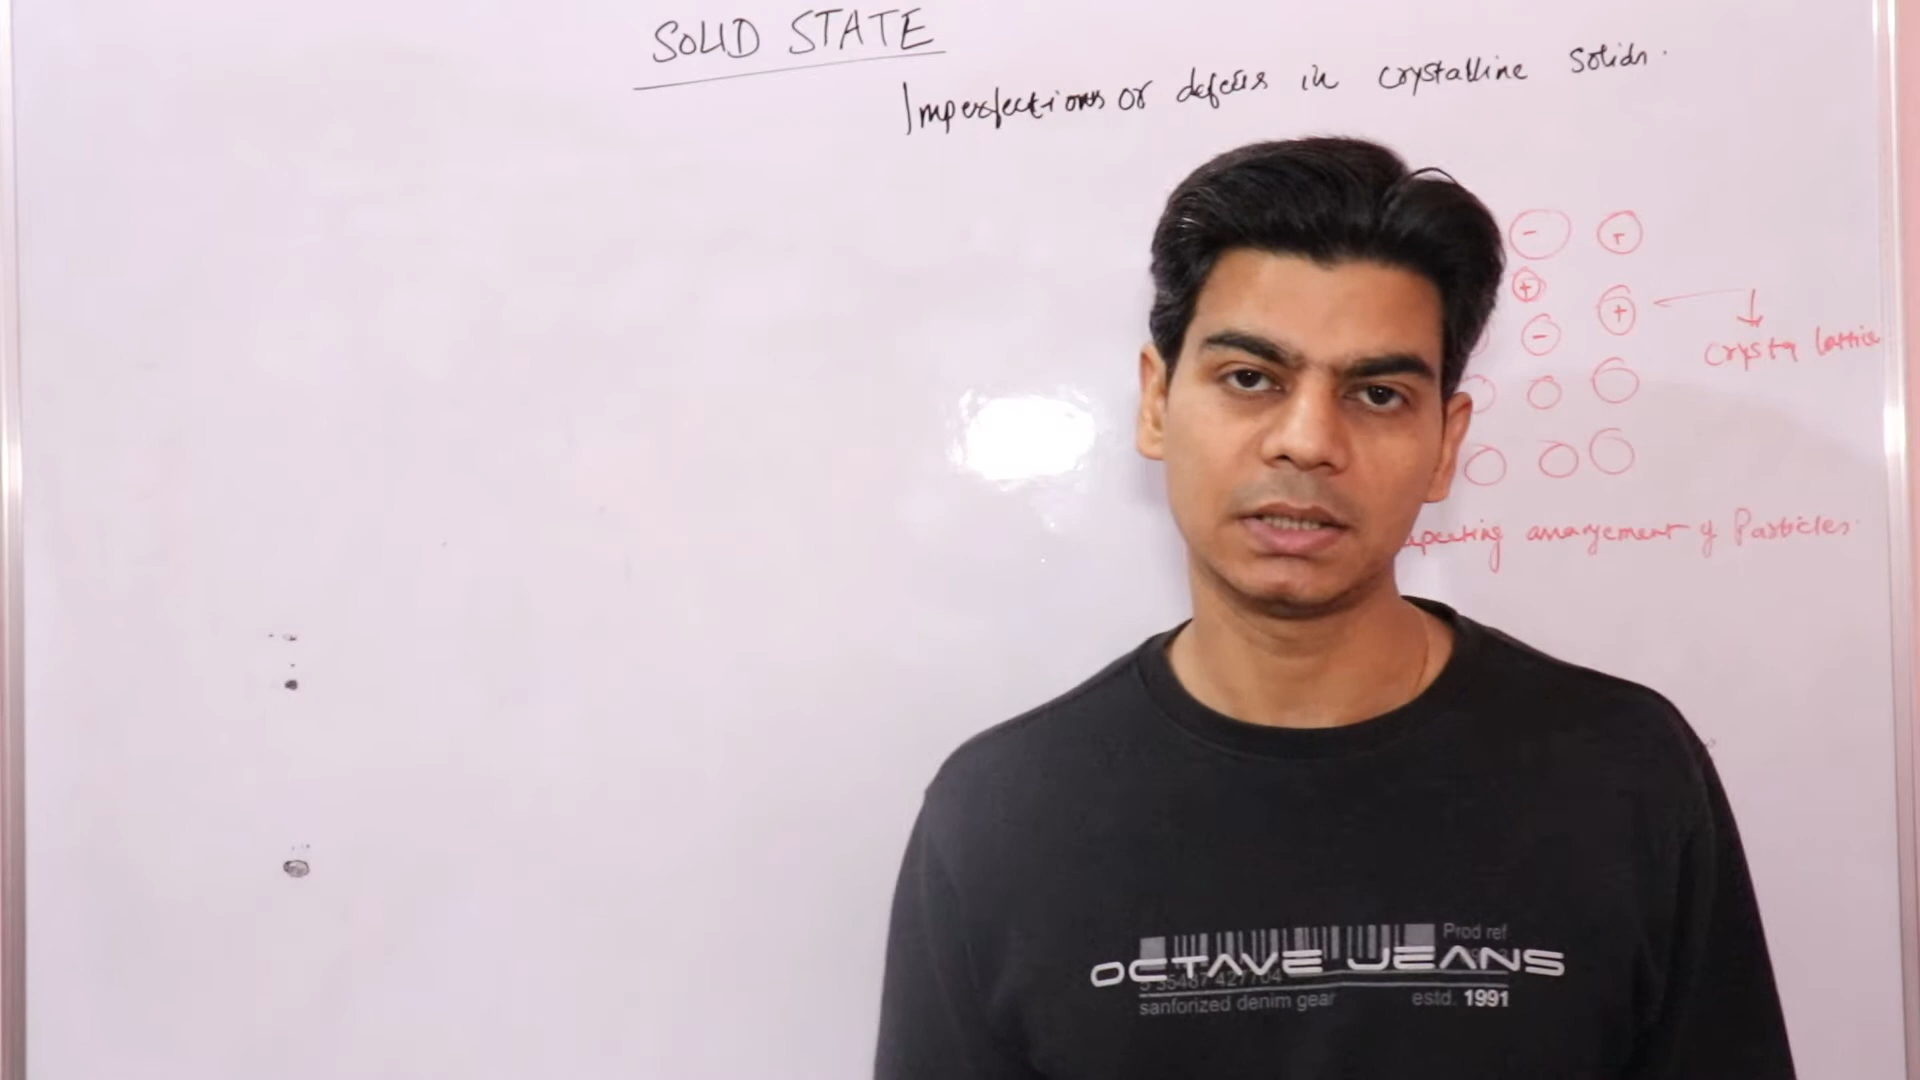 SOLID STATE
Imperfections or defects in crystalline solids.
- +
+
+
-
crysta lattice
arrangement of Particles.
Prod ref
OCTAVE JEANS
sanforized denim gear estd. 1991